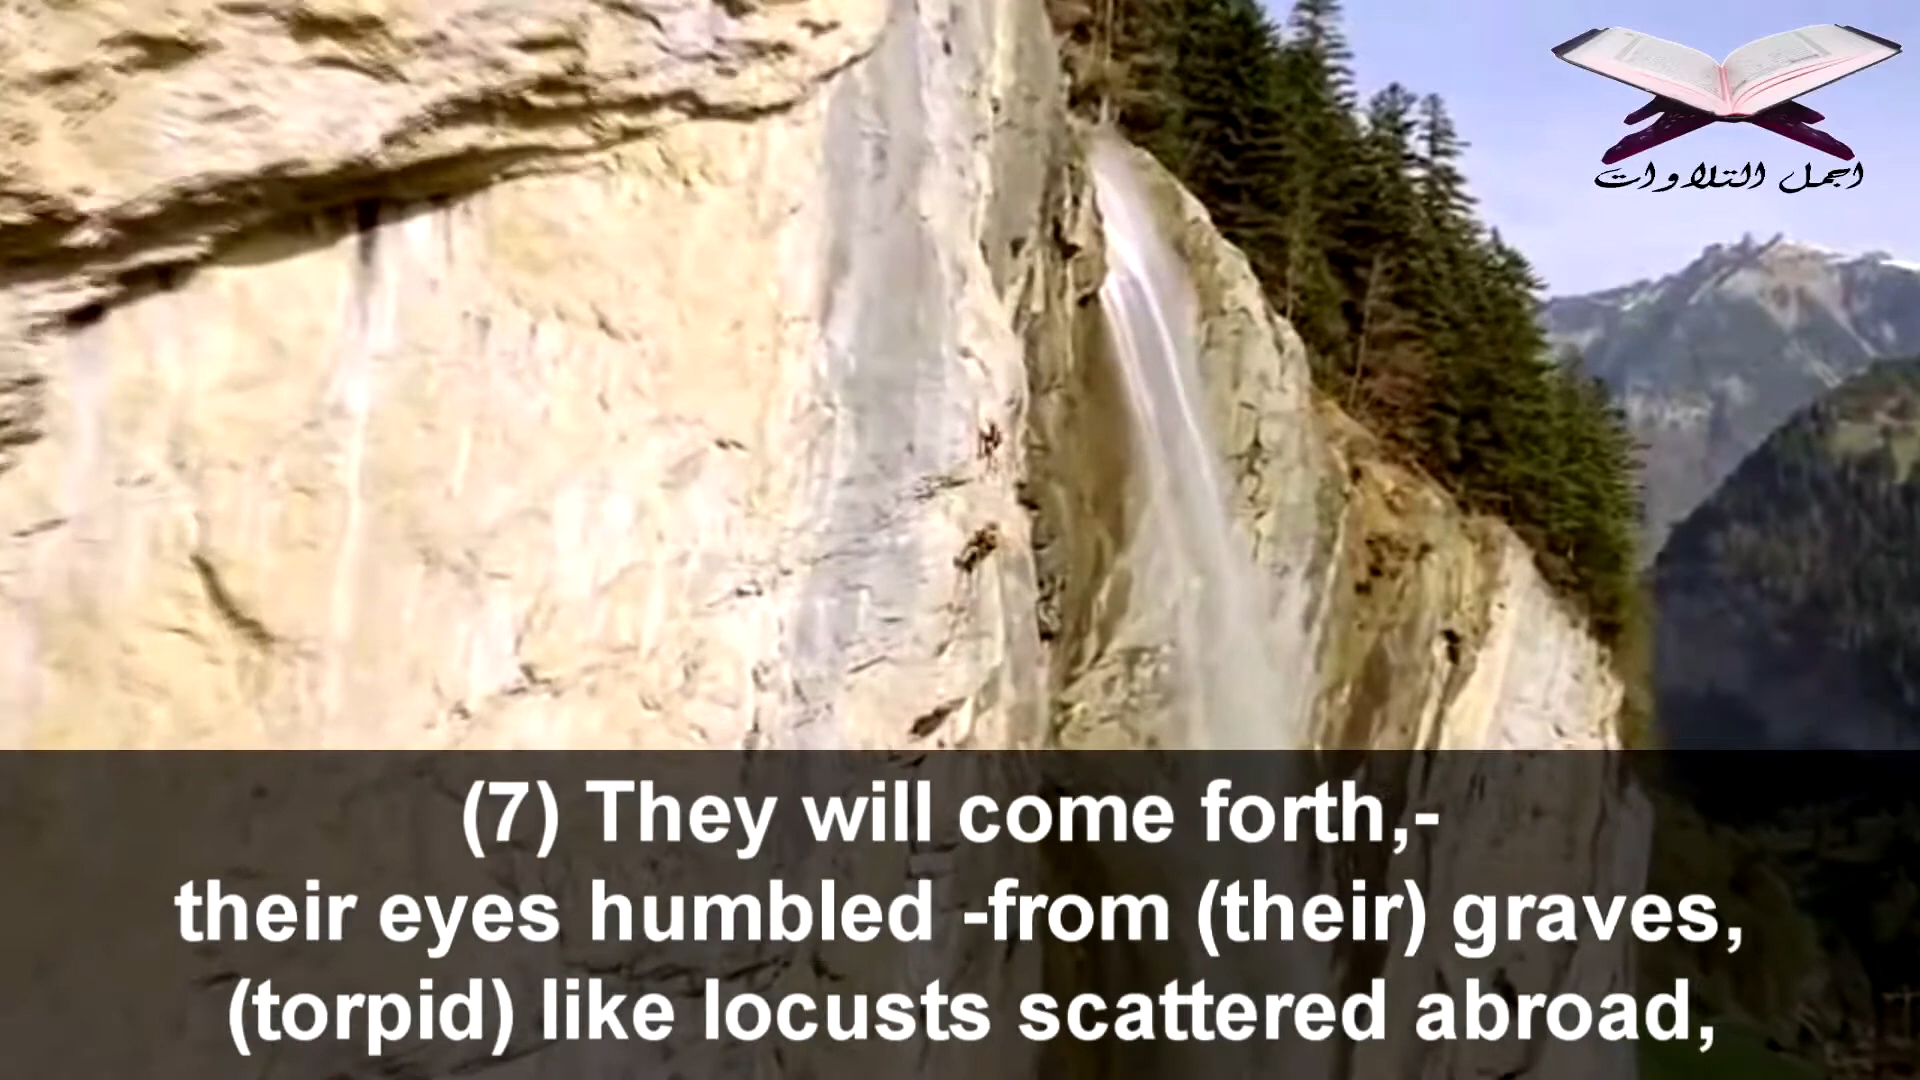 اجمل التلاوات
(7) They will come forth,-
their eyes humbled -from (their) graves,
(torpid) like locusts scattered abroad,